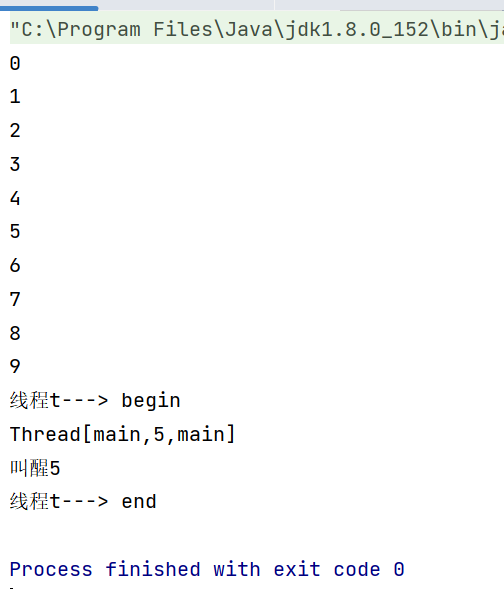 "C:\Program Files\Java\jdk1.8.0_152\bin\j
0
1
2
3
4
5
6
7
8
9
线程t---> begin
Thread[main,5,main]
叫醒5
线程t---> end
Process finished with exit code 0